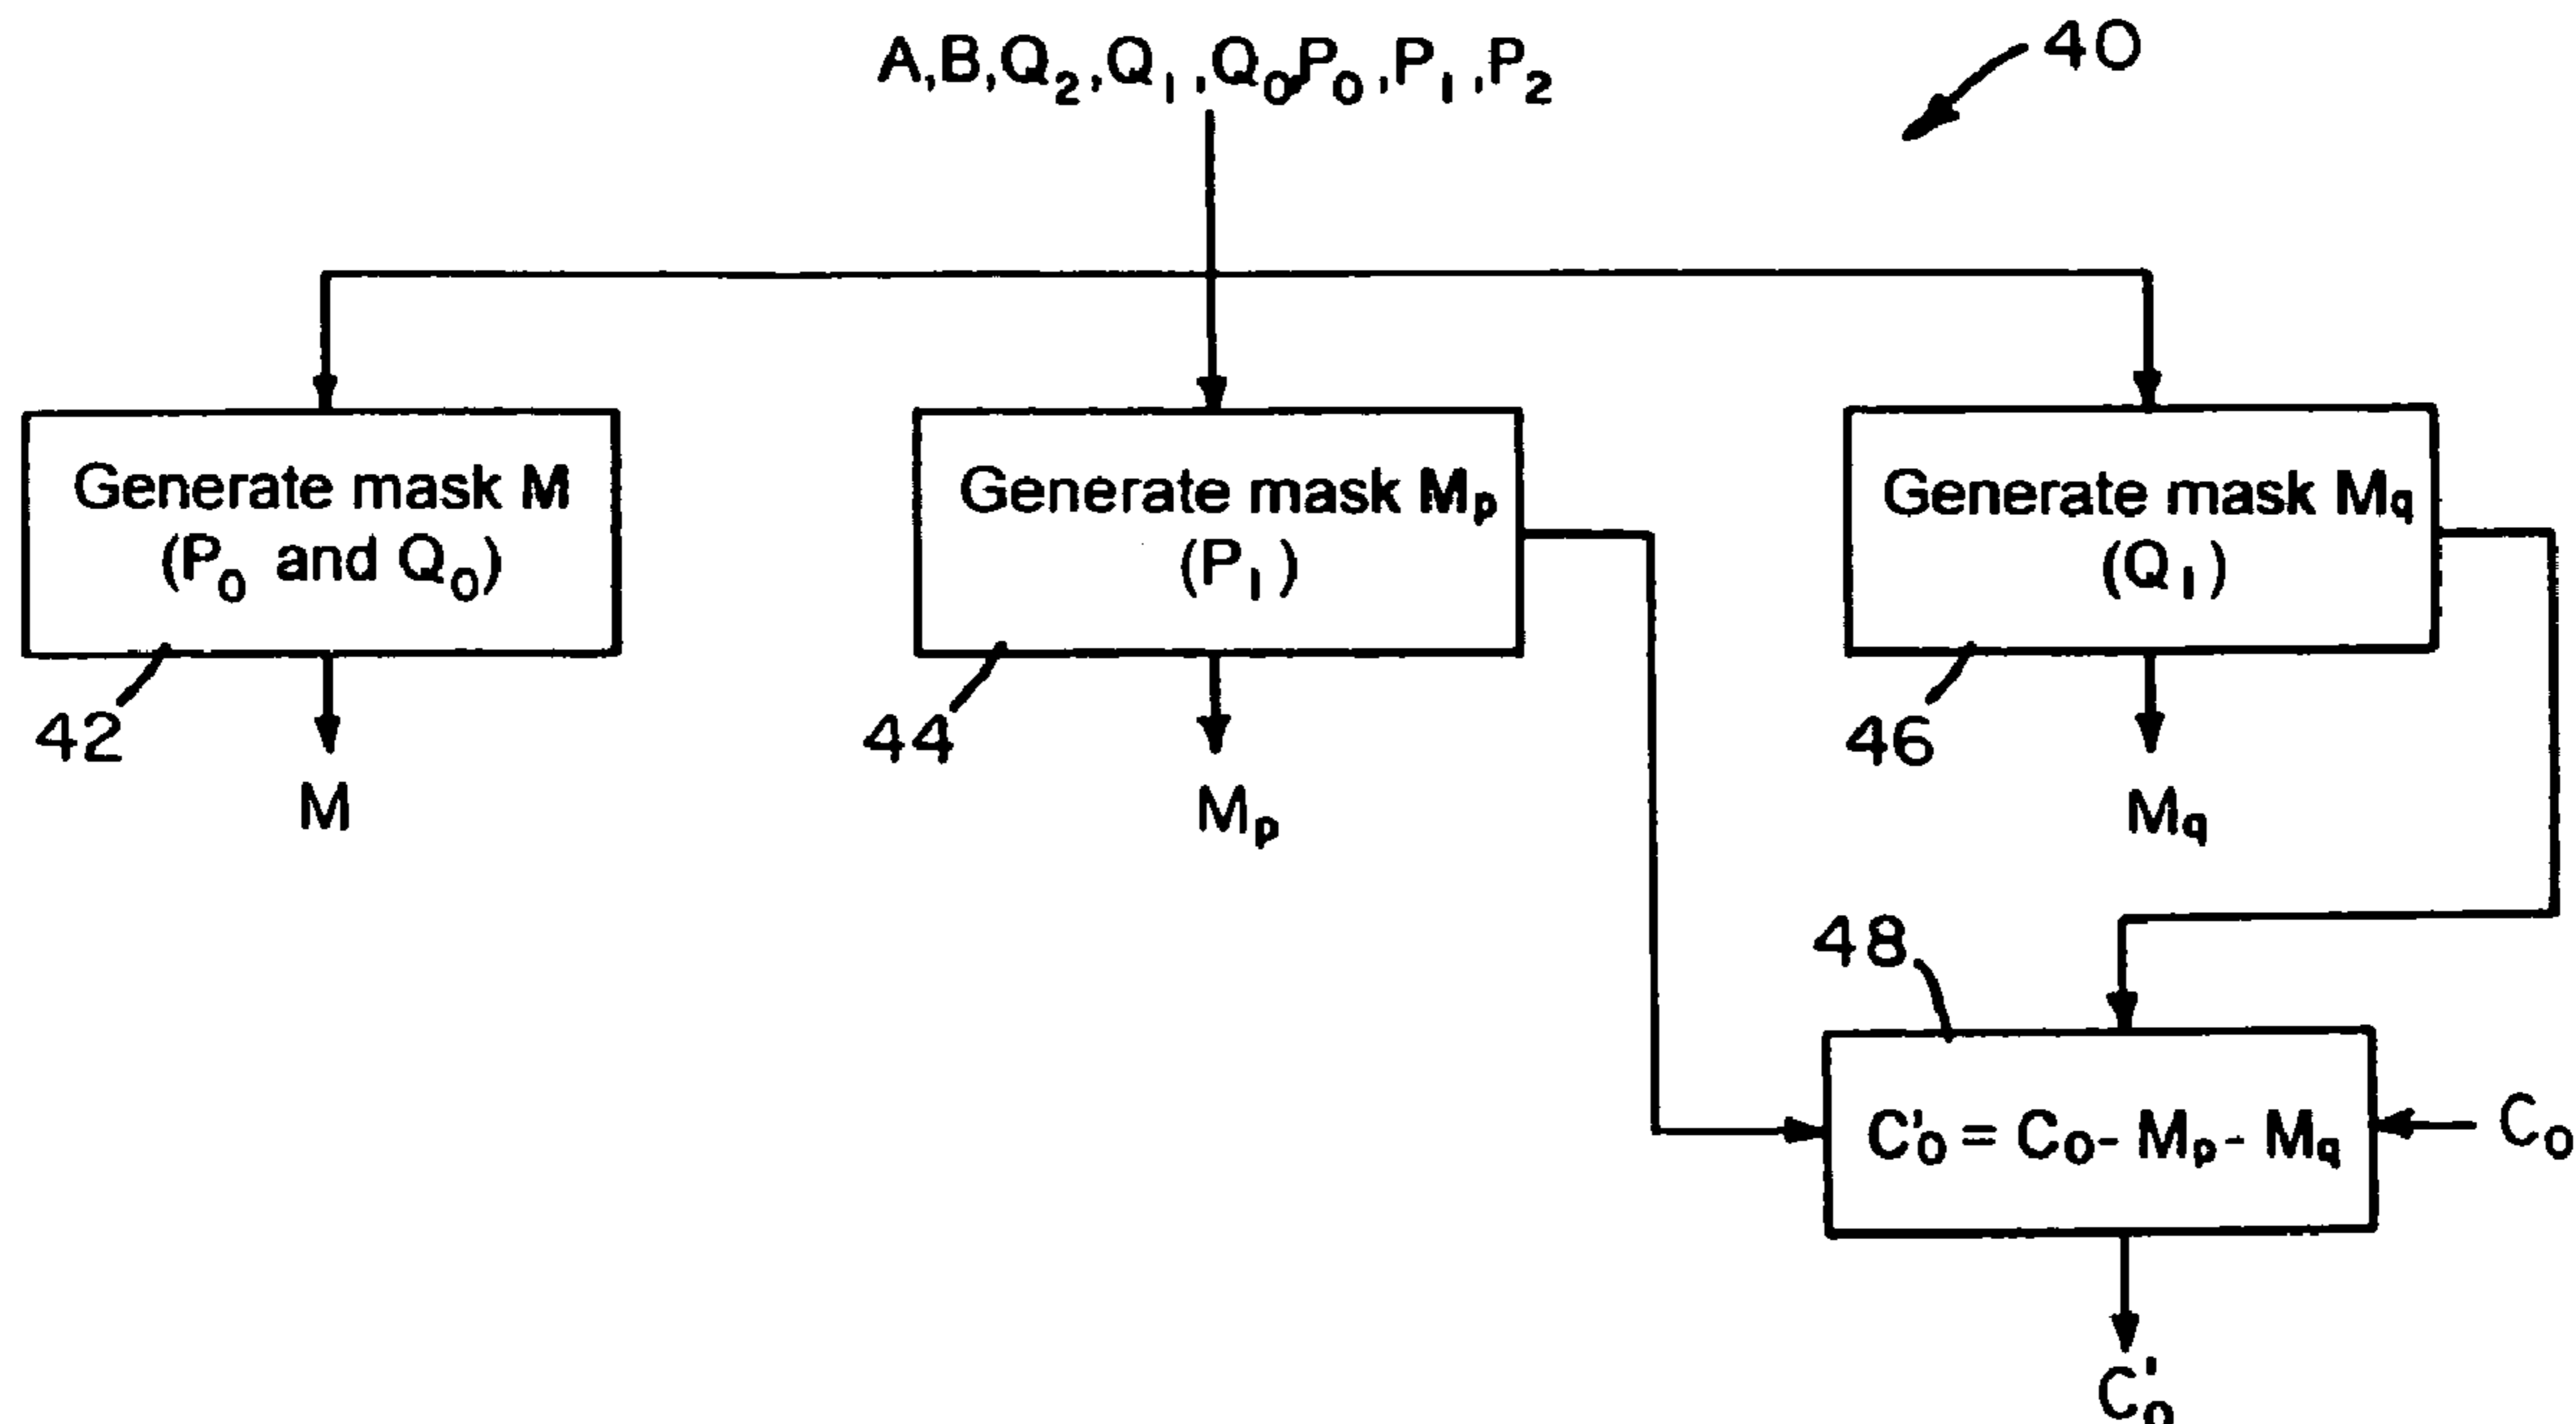 A,B,Q₂,Q₁,Q₀,P₀,P₁,P₂
40
Generate mask M
(P₀ and Q₀)
Generate mask Mₚ
(P₁)
Generate mask Mq
(Q₁)
42
44
46
M
Mₚ
Mq
48
C'₀ = C₀- Mₚ- Mq
C₀
C'₀